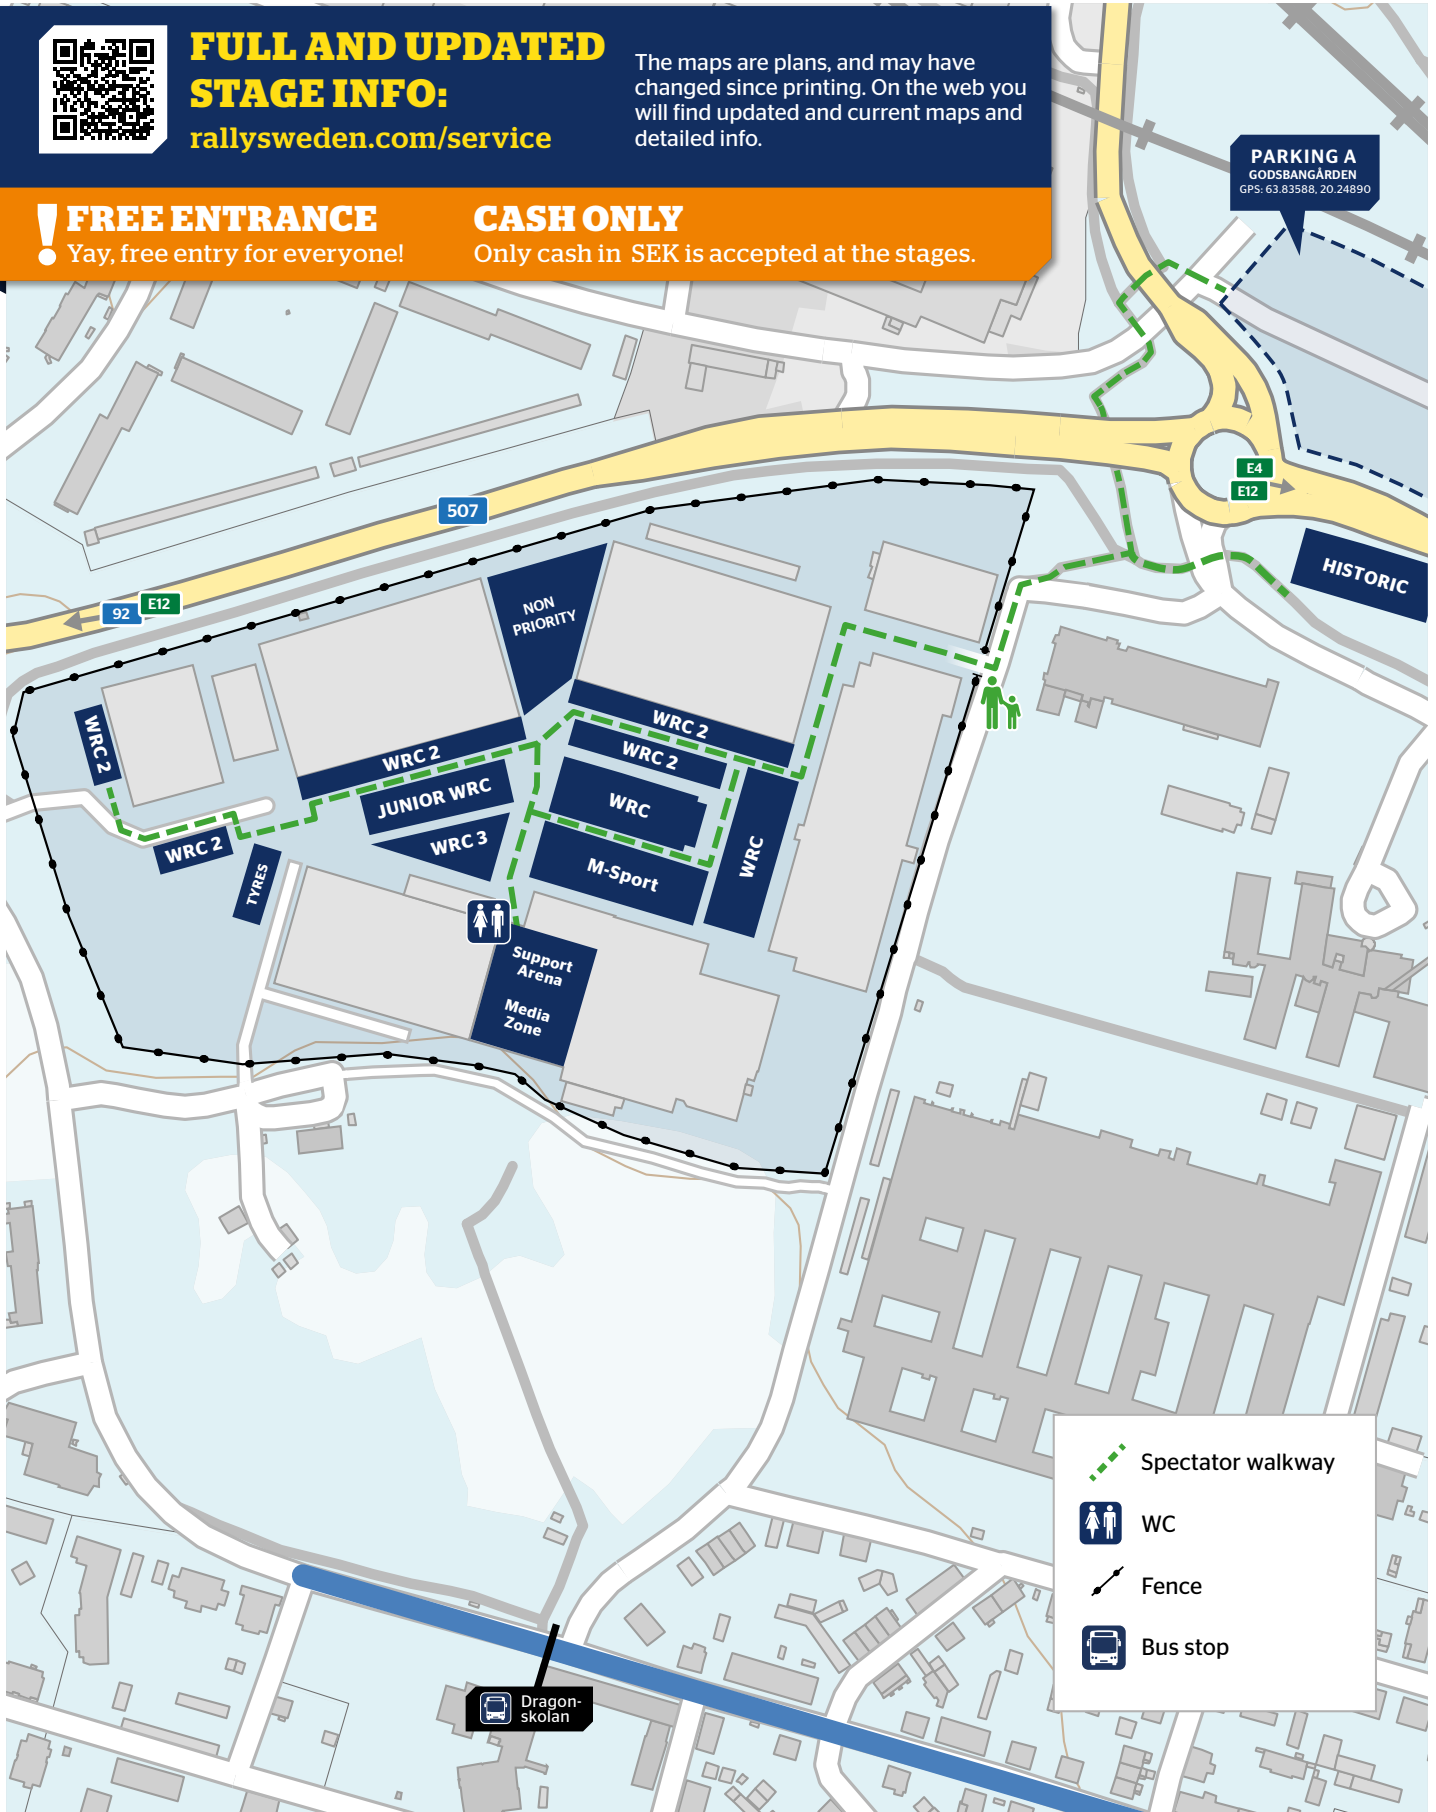 FULL AND UPDATED
STAGE INFO:
rallysweden.com/service
The maps are plans, and may have
changed since printing. On the web you
will find updated and current maps and
detailed info.
! FREE ENTRANCE
Yay, free entry for everyone!
CASH ONLY
Only cash in SEK is accepted at the stages.
PARKING A
GODSBANGÅRDEN
GPS: 63.83588, 20.24890
E4
E12
507
HISTORIC
92
E12
NON
PRIORITY
WRC 2
WRC 2
WRC 2
WRC 2
JUNIOR WRC
WRC
WRC 3
WRC 2
WRC
M-Sport
TYRES
Support
Arena
Media
Zone
Spectator walkway
WC
Fence
Bus stop
Dragon-
skolan